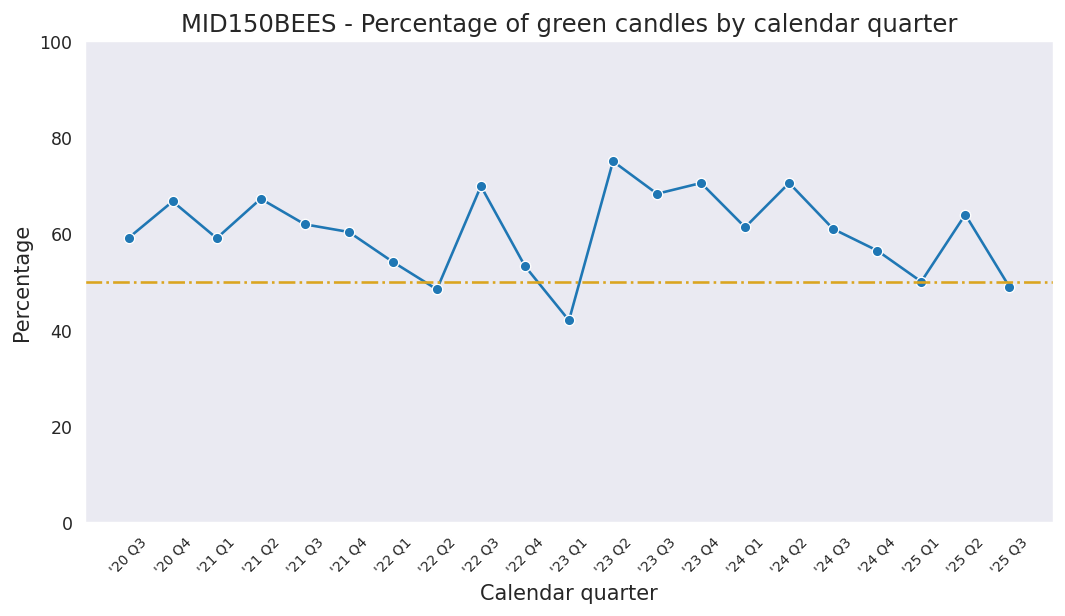 MID150BEES - Percentage of green candles by calendar quarter
100
80
60
40
20
0
Percentage
'20 Q3
'20 Q4
'21 Q1
'21 Q2
'21 Q3
'21 Q4
'22 Q1
'22 Q2
'22 Q3
'22 Q4
'23 Q1
'23 Q2
'23 Q3
'23 Q4
'24 Q1
'24 Q2
'24 Q3
'24 Q4
'25 Q1
'25 Q2
'25 Q3
Calendar quarter